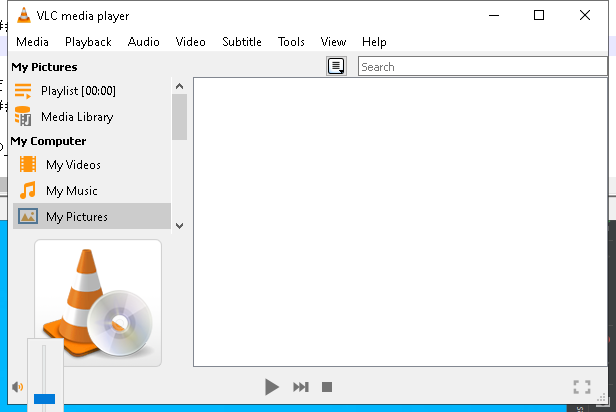 VLC media player
Media Playback Audio Video Subtitle Tools View Help
My Pictures
Search
Playlist [00:00]
Media Library
My Computer
My Videos
My Music
My Pictures